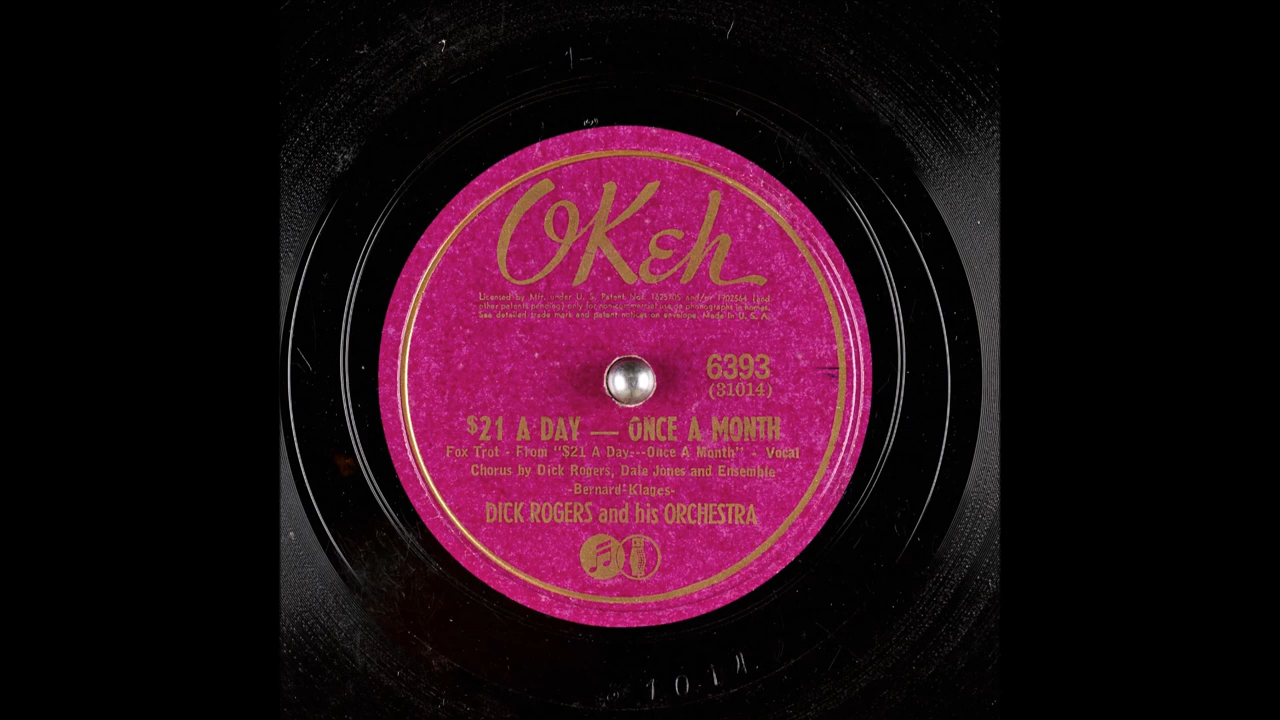 1-
OKeh
Licensed by Mfr. under U. S. Patent Nos. 1625705 and/or 1702564 (and
other patents pending) only for non-commercial use on phonographs in homes.
See detailed trade mark and patent notices on envelope. Made In U. S. A.
6393
(31014)
$21 A DAY — ONCE A MONTH
Fox Trot - From "$21 A Day---Once A Month" - Vocal
Chorus by Dick Rogers, Dale Jones and Ensemble
-Bernard-Klages-
DICK ROGERS and his ORCHESTRA